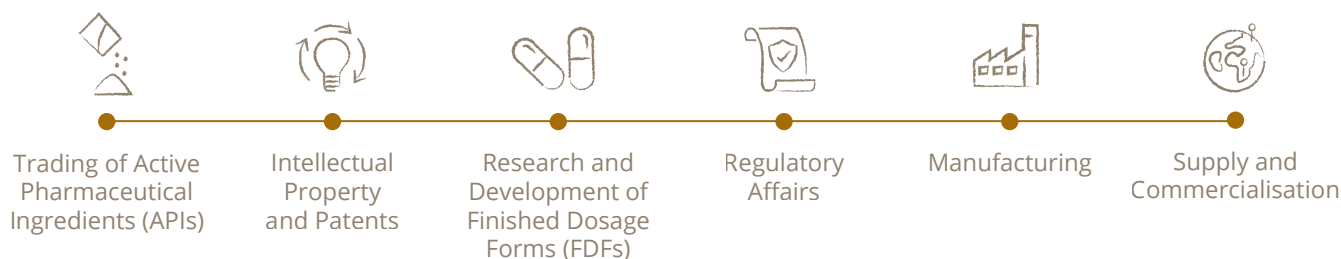 Trading of Active
Pharmaceutical
Ingredients (APIs)
Intellectual
Property
and Patents
Research and
Development of
Finished Dosage
Forms (FDFs)
Regulatory
Affairs
Manufacturing
Supply and
Commercialisation